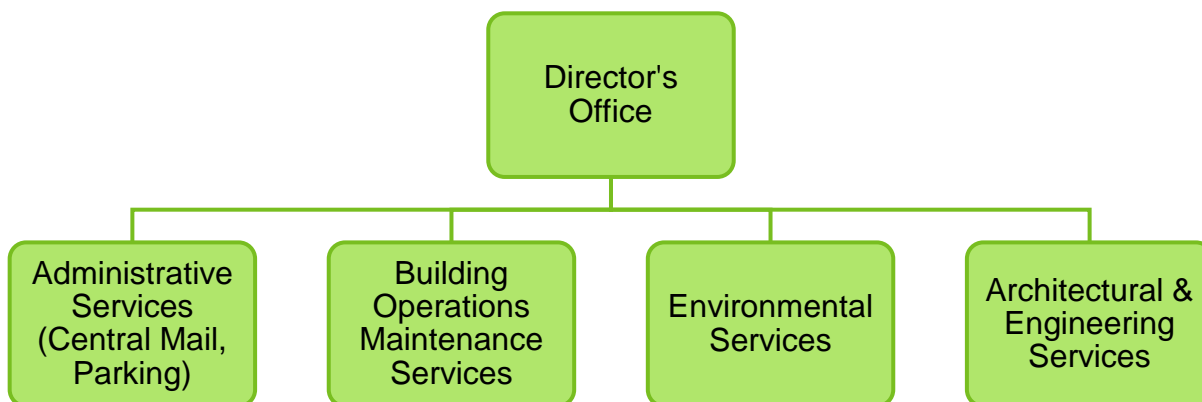 Director's
Office
Administrative
Services
(Central Mail,
Parking)
Building
Operations
Maintenance
Services
Environmental
Services
Architectural &
Engineering
Services